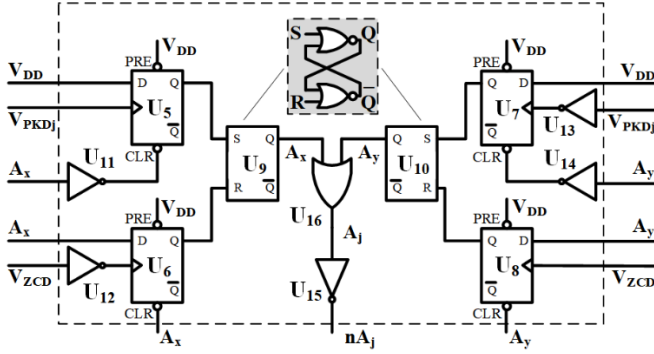 V_DD
PRE
D Q
U_5
Q̅
CLR
V_DD
V_PKDj
A_x
U_11
S Q
R Q̅
S Q
U_9
R Q̅
A_x
A_y
Q S
U_10
Q̅ R
V_DD
PRE
Q D
U_7
Q̅
CLR
V_DD
U_13
V_PKDj
U_14
A_y
A_x
V_ZCD
U_12
V_DD
PRE
D Q
U_6
Q̅
CLR
A_x
U_16
A_j
U_15
nA_j
V_DD
PRE
Q D
U_8
Q̅
CLR
A_y
A_y
V_ZCD